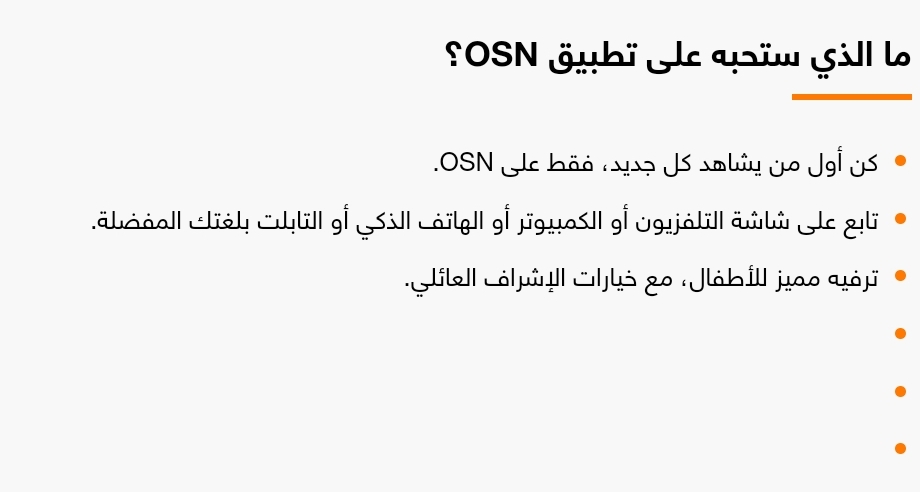 ما الذي ستحبه على تطبيق OSN؟
كن أول من يشاهد كل جديد، فقط على OSN.
تابع على شاشة التلفزيون أو الكمبيوتر أو الهاتف الذكي أو التابلت بلغتك المفضلة.
ترفيه مميز للأطفال، مع خيارات الإشراف العائلي.